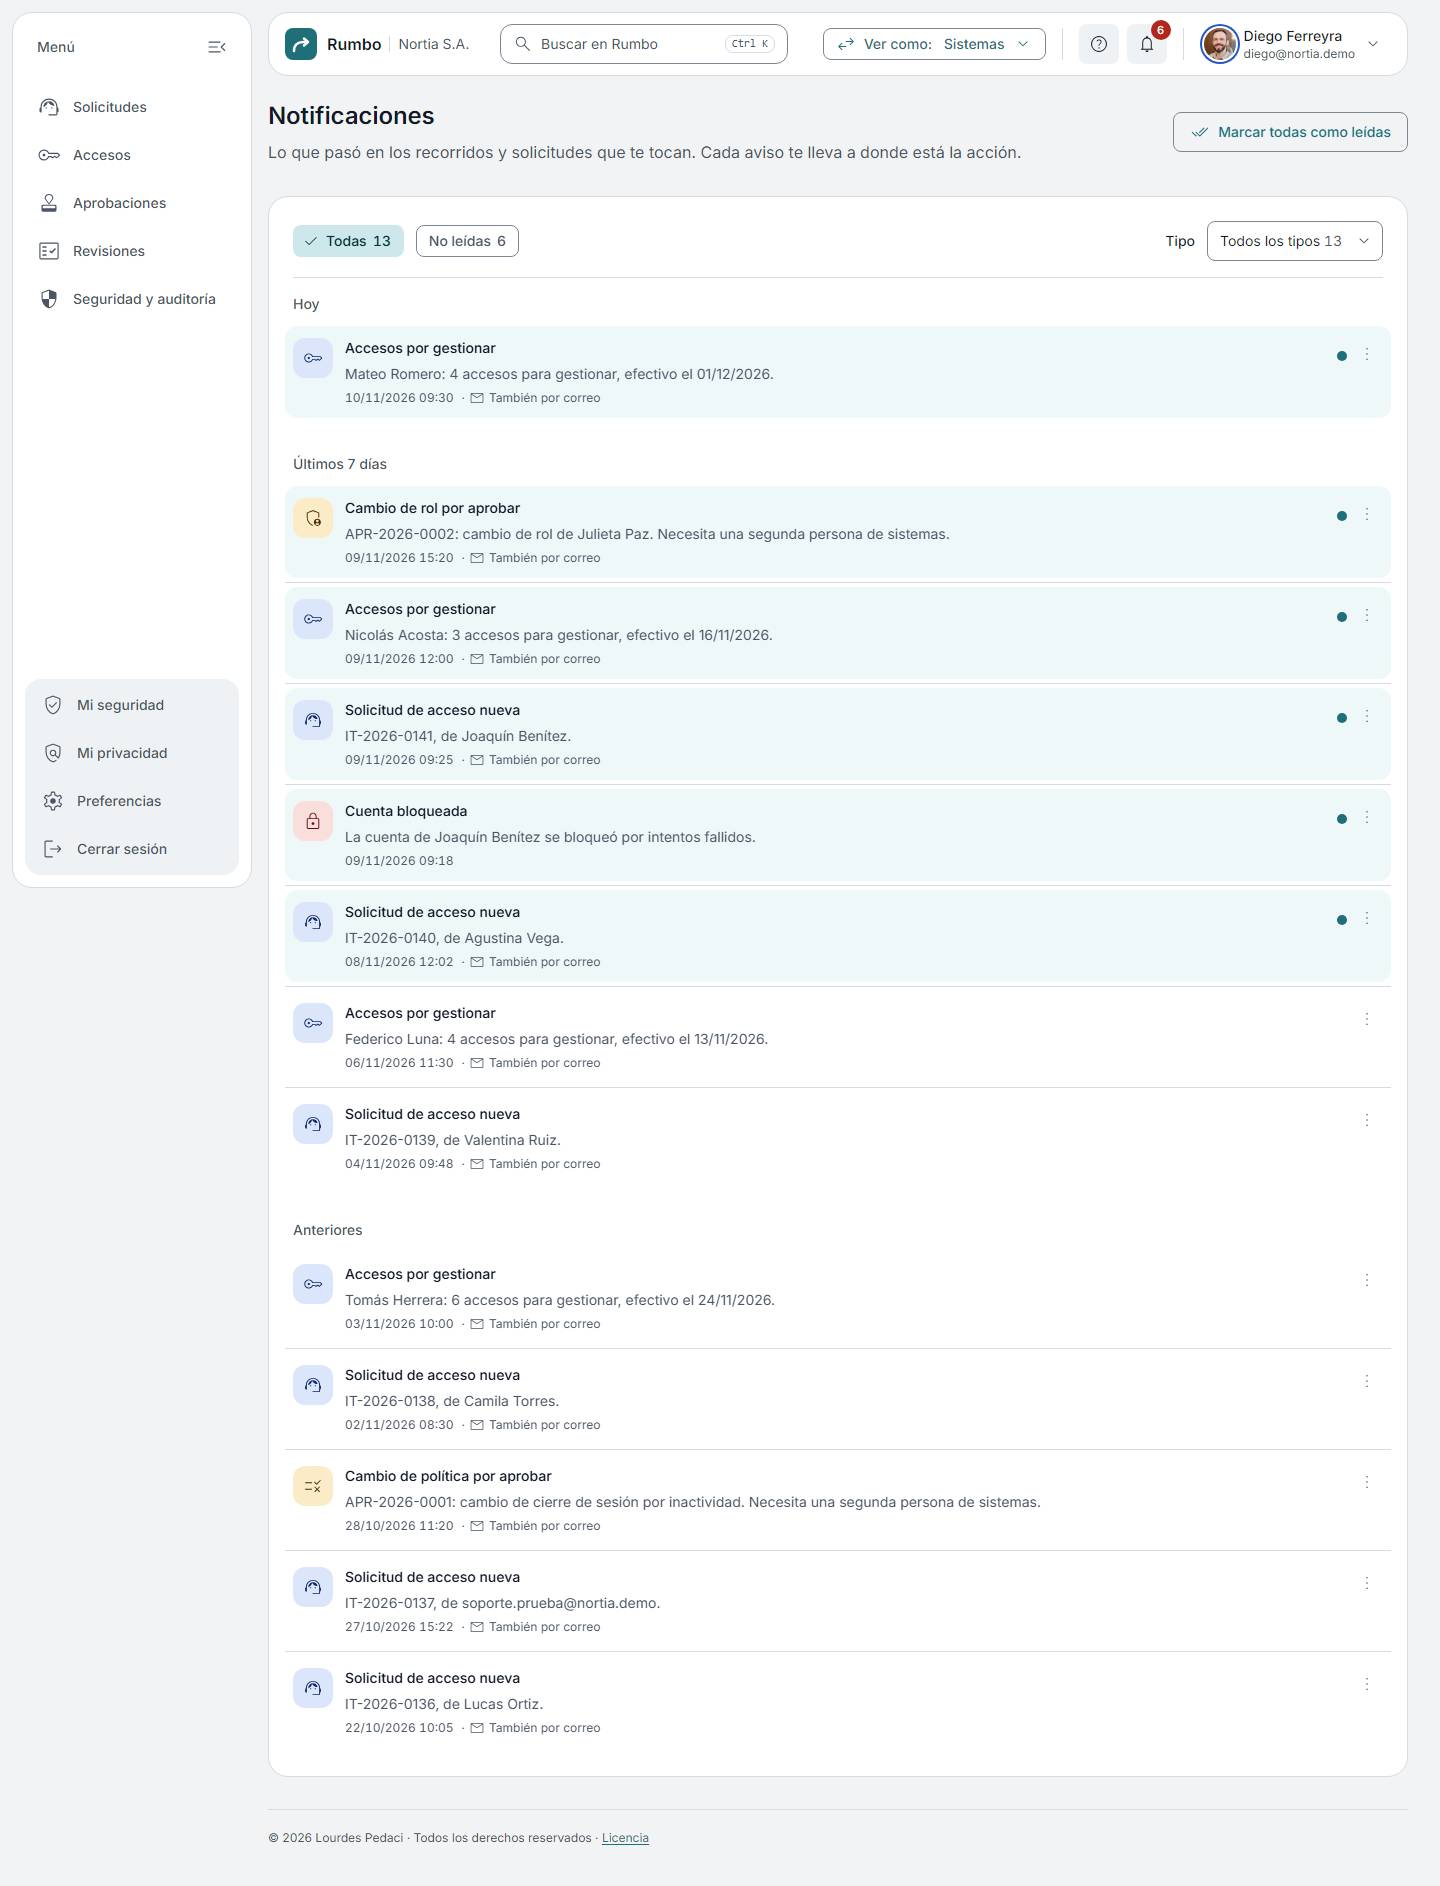 Menú
Solicitudes
Accesos
Aprobaciones
Revisiones
Seguridad y auditoría
Mi seguridad
Mi privacidad
Preferencias
Cerrar sesión
Rumbo
Nortia S.A.
Buscar en Rumbo
Ctrl K
Ver como: Sistemas
6
Diego Ferreyra
diego@nortia.demo
Notificaciones
Lo que pasó en los recorridos y solicitudes que te tocan. Cada aviso te lleva a donde está la acción.
Marcar todas como leídas
Todas 13
No leídas 6
Tipo
Todos los tipos 13
Hoy
Accesos por gestionar
Mateo Romero: 4 accesos para gestionar, efectivo el 01/12/2026.
10/11/2026 09:30 · También por correo
Últimos 7 días
Cambio de rol por aprobar
APR-2026-0002: cambio de rol de Julieta Paz. Necesita una segunda persona de sistemas.
09/11/2026 15:20 · También por correo
Accesos por gestionar
Nicolás Acosta: 3 accesos para gestionar, efectivo el 16/11/2026.
09/11/2026 12:00 · También por correo
Solicitud de acceso nueva
IT-2026-0141, de Joaquín Benítez.
09/11/2026 09:25 · También por correo
Cuenta bloqueada
La cuenta de Joaquín Benítez se bloqueó por intentos fallidos.
09/11/2026 09:18
Solicitud de acceso nueva
IT-2026-0140, de Agustina Vega.
08/11/2026 12:02 · También por correo
Accesos por gestionar
Federico Luna: 4 accesos para gestionar, efectivo el 13/11/2026.
06/11/2026 11:30 · También por correo
Solicitud de acceso nueva
IT-2026-0139, de Valentina Ruiz.
04/11/2026 09:48 · También por correo
Anteriores
Accesos por gestionar
Tomás Herrera: 6 accesos para gestionar, efectivo el 24/11/2026.
03/11/2026 10:00 · También por correo
Solicitud de acceso nueva
IT-2026-0138, de Camila Torres.
02/11/2026 08:30 · También por correo
Cambio de política por aprobar
APR-2026-0001: cambio de cierre de sesión por inactividad. Necesita una segunda persona de sistemas.
28/10/2026 11:20 · También por correo
Solicitud de acceso nueva
IT-2026-0137, de soporte.prueba@nortia.demo.
27/10/2026 15:22 · También por correo
Solicitud de acceso nueva
IT-2026-0136, de Lucas Ortiz.
22/10/2026 10:05 · También por correo
© 2026 Lourdes Pedaci · Todos los derechos reservados · Licencia